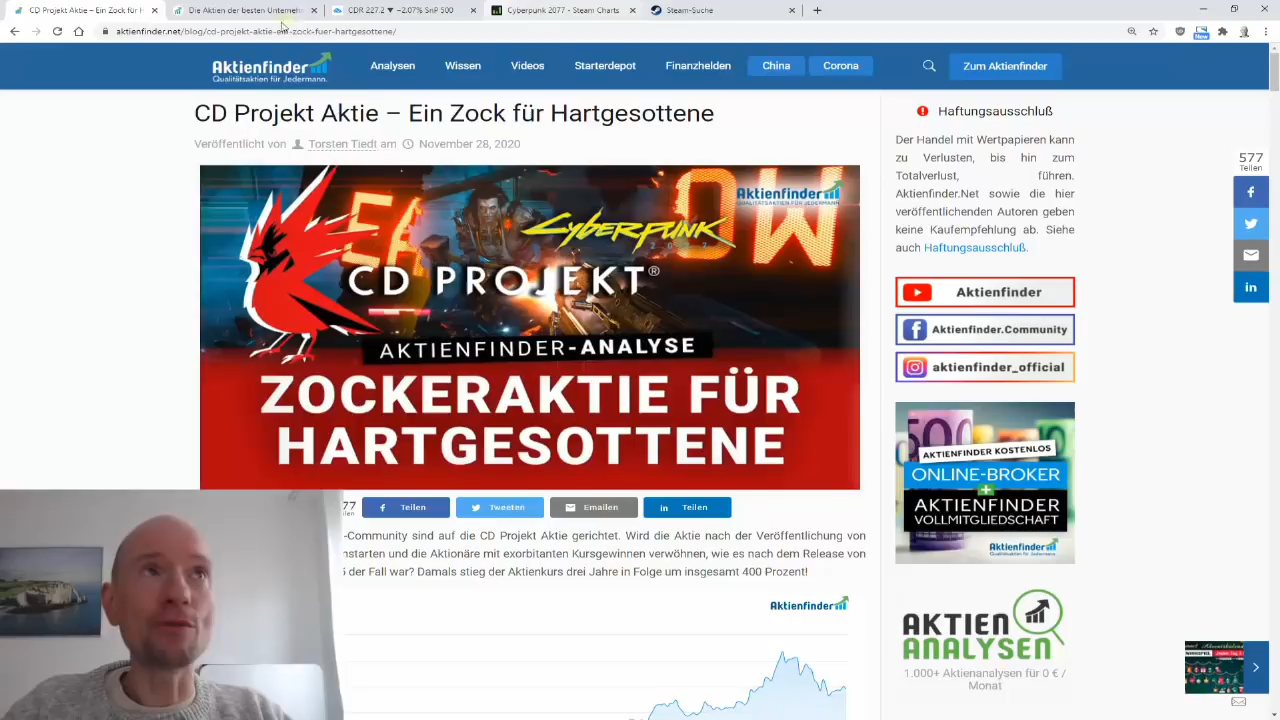 CD Projekt Aktie – Ein Zock für H
Die Aktien der besten Unterneh
CDR 227.2 ▼ −2.07% SnP 500
Cyberpunk 2077 - Steam Charts
Steam-Suche
aktienfinder.net/blog/cd-projekt-aktie-ein-zock-fuer-hartgesottene/
New
Aktienfinder
Qualitätsaktien für Jedermann.
Analysen
Wissen
Videos
Starterdepot
Finanzhelden
China
Corona
Zum Aktienfinder
CD Projekt Aktie – Ein Zock für Hartgesottene
Veröffentlicht von Torsten Tiedt am November 28, 2020
Aktienfinder
QUALITÄTSAKTIEN FÜR JEDERMANN
Cyberpunk
2077
CD PROJEKT®
AKTIENFINDER-ANALYSE
ZOCKERAKTIE FÜR
HARTGESOTTENE
77
Teilen
Tweeten
Emailen
Teilen
-Community sind auf die CD Projekt Aktie gerichtet. Wird die Aktie nach der Veröffentlichung von
nstarten und die Aktionäre mit exorbitanten Kursgewinnen verwöhnen, wie es nach dem Release von
der Fall war? Damals stieg der Aktienkurs drei Jahre in Folge um insgesamt 400 Prozent!
Aktienfinder
Haftungsausschluß
Der Handel mit Wertpapieren kann
zu Verlusten, bis hin zum
Totalverlust, führen.
Aktienfinder.Net sowie die hier
veröffentlichenden Autoren geben
keine Kaufempfehlung ab. Siehe
auch Haftungsausschluß.
Aktienfinder
Aktienfinder.Community
aktienfinder_official
500
AKTIENFINDER KOSTENLOS
ONLINE-BROKER
+
AKTIENFINDER
VOLLMITGLIEDSCHAFT
Aktienfinder
AKTIEN
ANALYSEN
1.000+ Aktienanalysen für 0 € /
Monat
577
Teilen